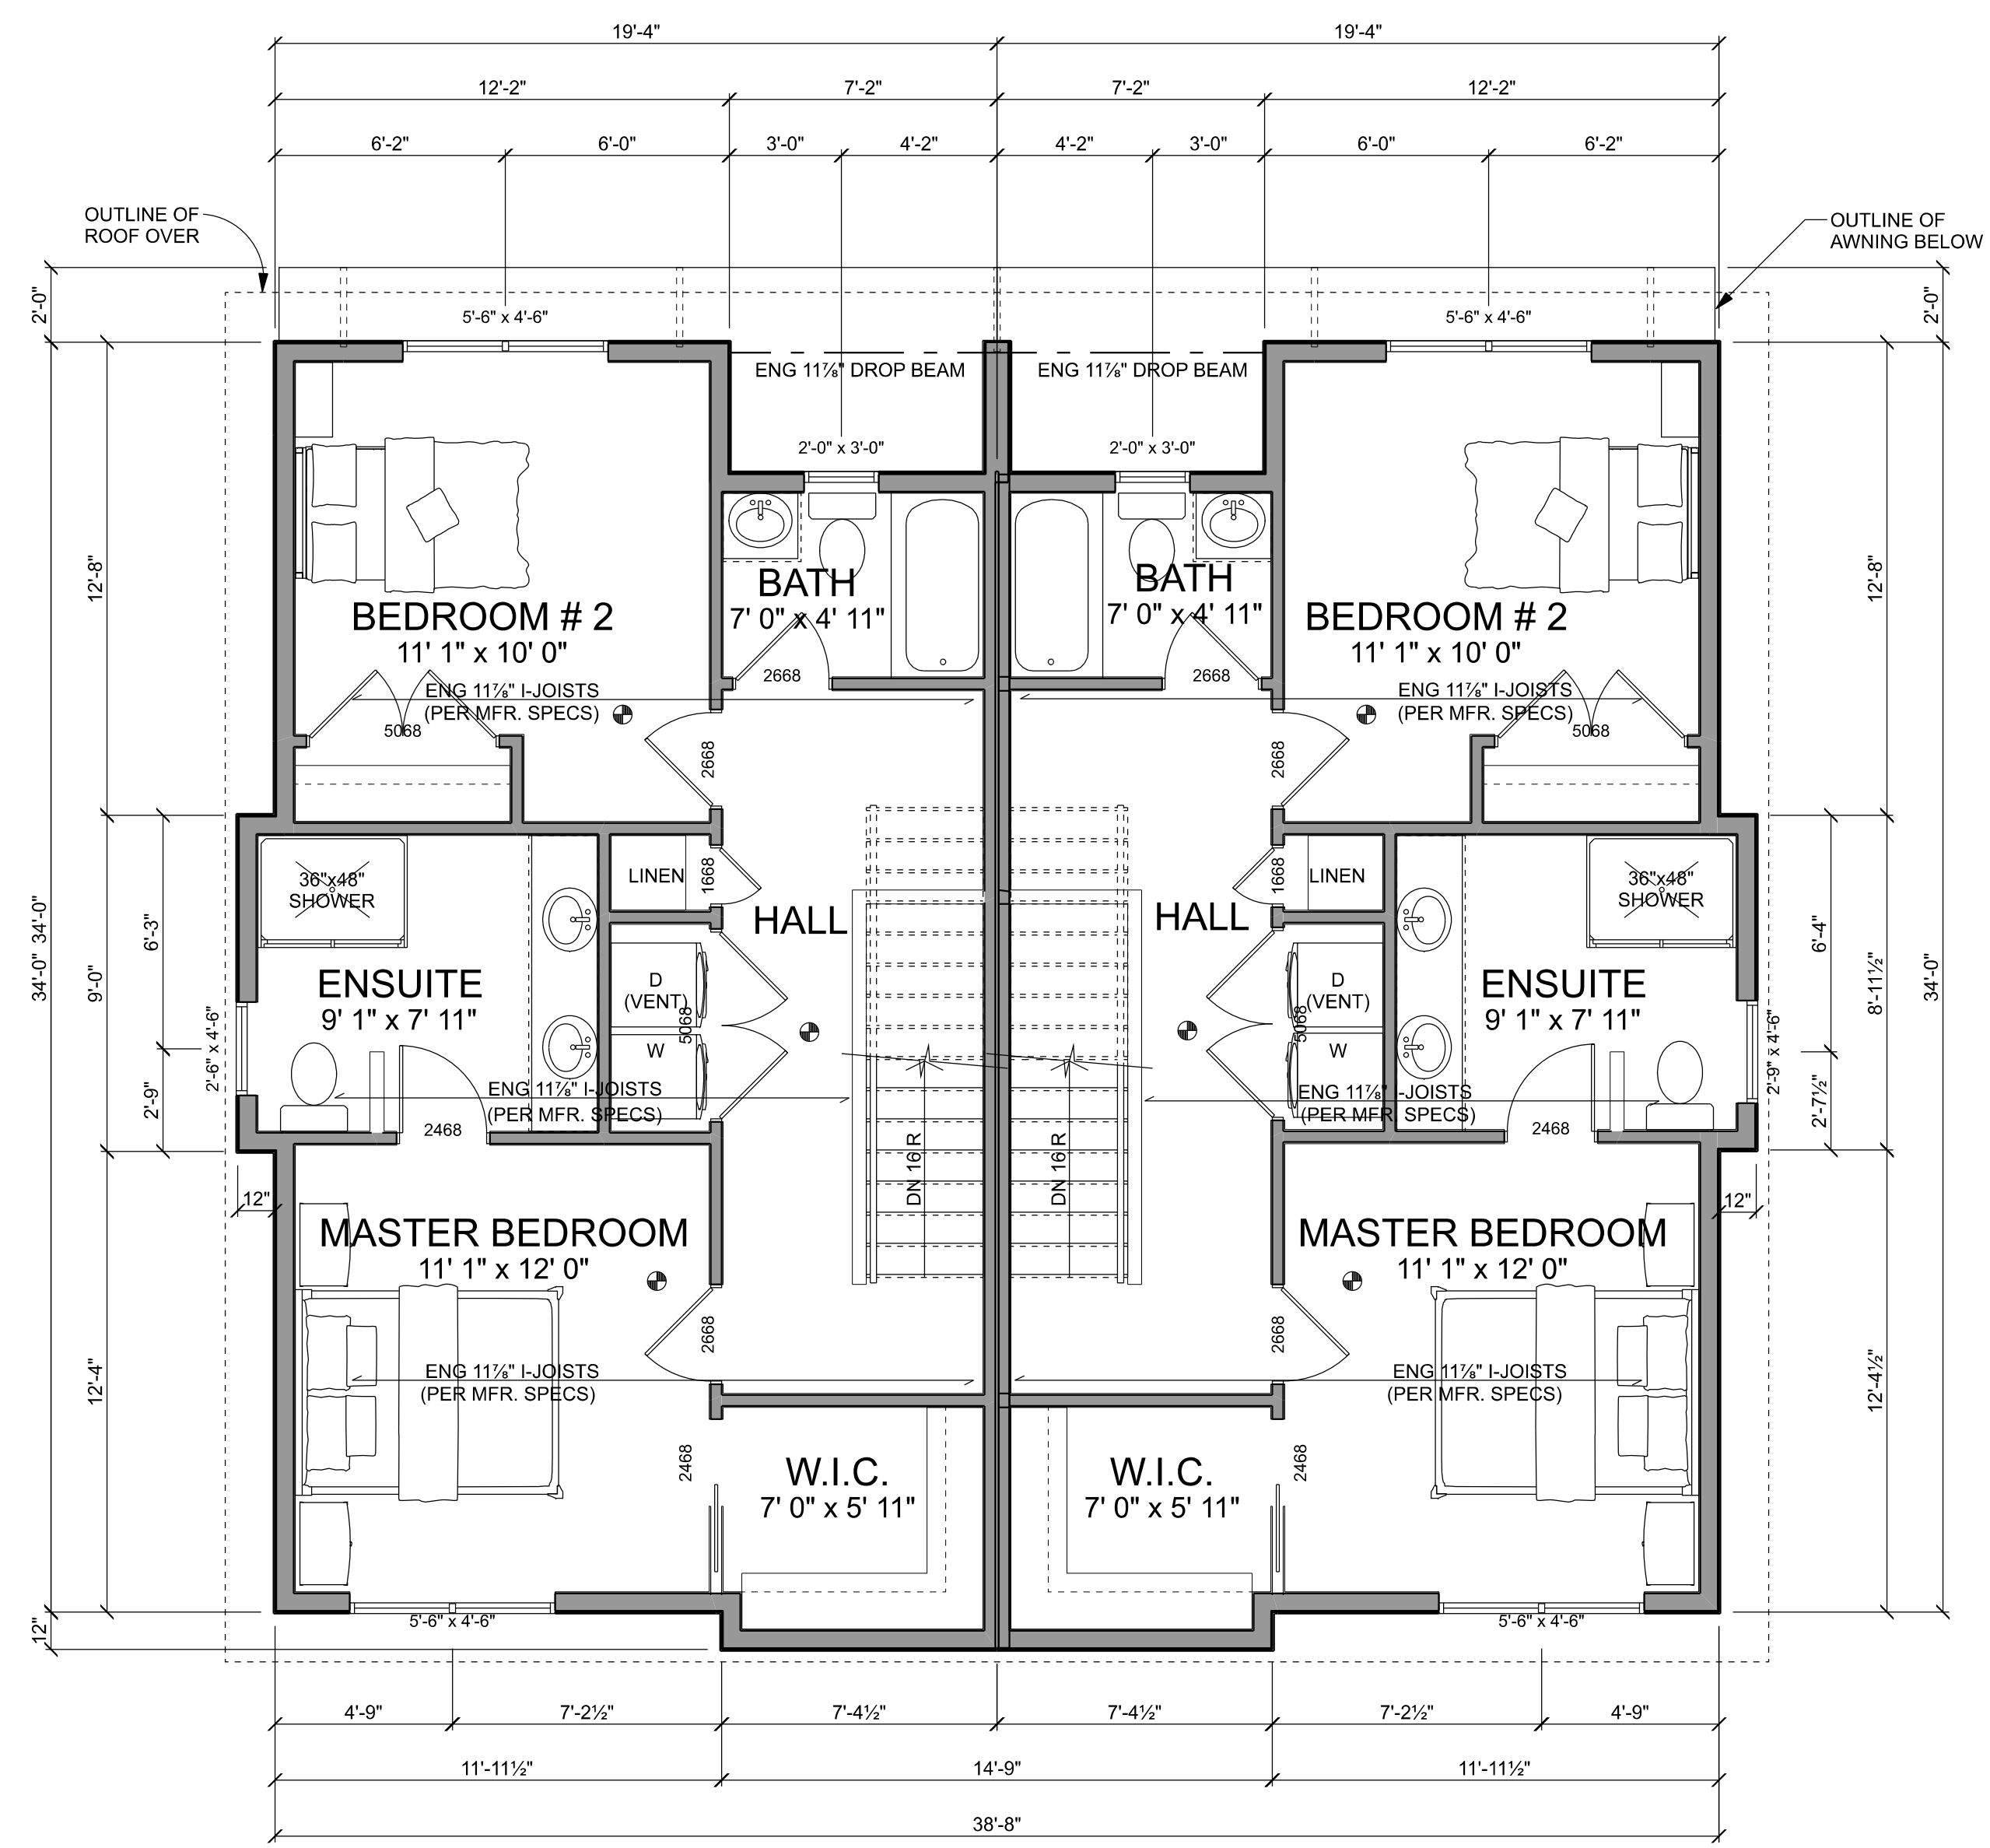 19'-4" 19'-4"
12'-2" 7'-2" 7'-2" 12'-2"
6'-2" 6'-0" 3'-0" 4'-2" 4'-2" 3'-0" 6'-0" 6'-2"
OUTLINE OF
ROOF OVER
OUTLINE OF
AWNING BELOW
2'-0"
5'-6" x 4'-6"
5'-6" x 4'-6"
2'-0"
ENG 11⅞" DROP BEAM
ENG 11⅞" DROP BEAM
2'-0" x 3'-0"
2'-0" x 3'-0"
12'-8"
BEDROOM # 2
11' 1" x 10' 0"
BATH
7' 0" x 4' 11"
2668
BATH
7' 0" x 4' 11"
2668
BEDROOM # 2
11' 1" x 10' 0"
12'-8"
ENG 11⅞" I-JOISTS
(PER MFR. SPECS)
5068
2668
2668
ENG 11⅞" I-JOISTS
(PER MFR. SPECS)
5068
34'-0" 34'-0"
9'-0"
6'-3"
2'-9"
2'-6" x 4'-6"
36"x48"
SHOWER
LINEN
1668
HALL
HALL
1668
LINEN
36"x48"
SHOWER
ENSUITE
9' 1" x 7' 11"
D
(VENT)
5068
W
D
(VENT)
5068
W
ENSUITE
9' 1" x 7' 11"
2'-9" x 4'-6"
6'-4"
2'-7½"
8'-11½"
34'-0"
ENG 11⅞" I-JOISTS
(PER MFR. SPECS)
2468
ENG 11⅞" -JOISTS
(PER MFR. SPECS)
2468
DN 16 R
DN 16 R
12"
12"
MASTER BEDROOM
11' 1" x 12' 0"
MASTER BEDROOM
11' 1" x 12' 0"
12'-4"
2668
2668
12'-4½"
ENG 11⅞" I-JOISTS
(PER MFR. SPECS)
ENG 11⅞" I-JOISTS
(PER MFR. SPECS)
2468
W.I.C.
7' 0" x 5' 11"
W.I.C.
7' 0" x 5' 11"
2468
12"
5'-6" x 4'-6"
5'-6" x 4'-6"
4'-9" 7'-2½" 7'-4½" 7'-4½" 7'-2½" 4'-9"
11'-11½" 14'-9" 11'-11½"
38'-8"